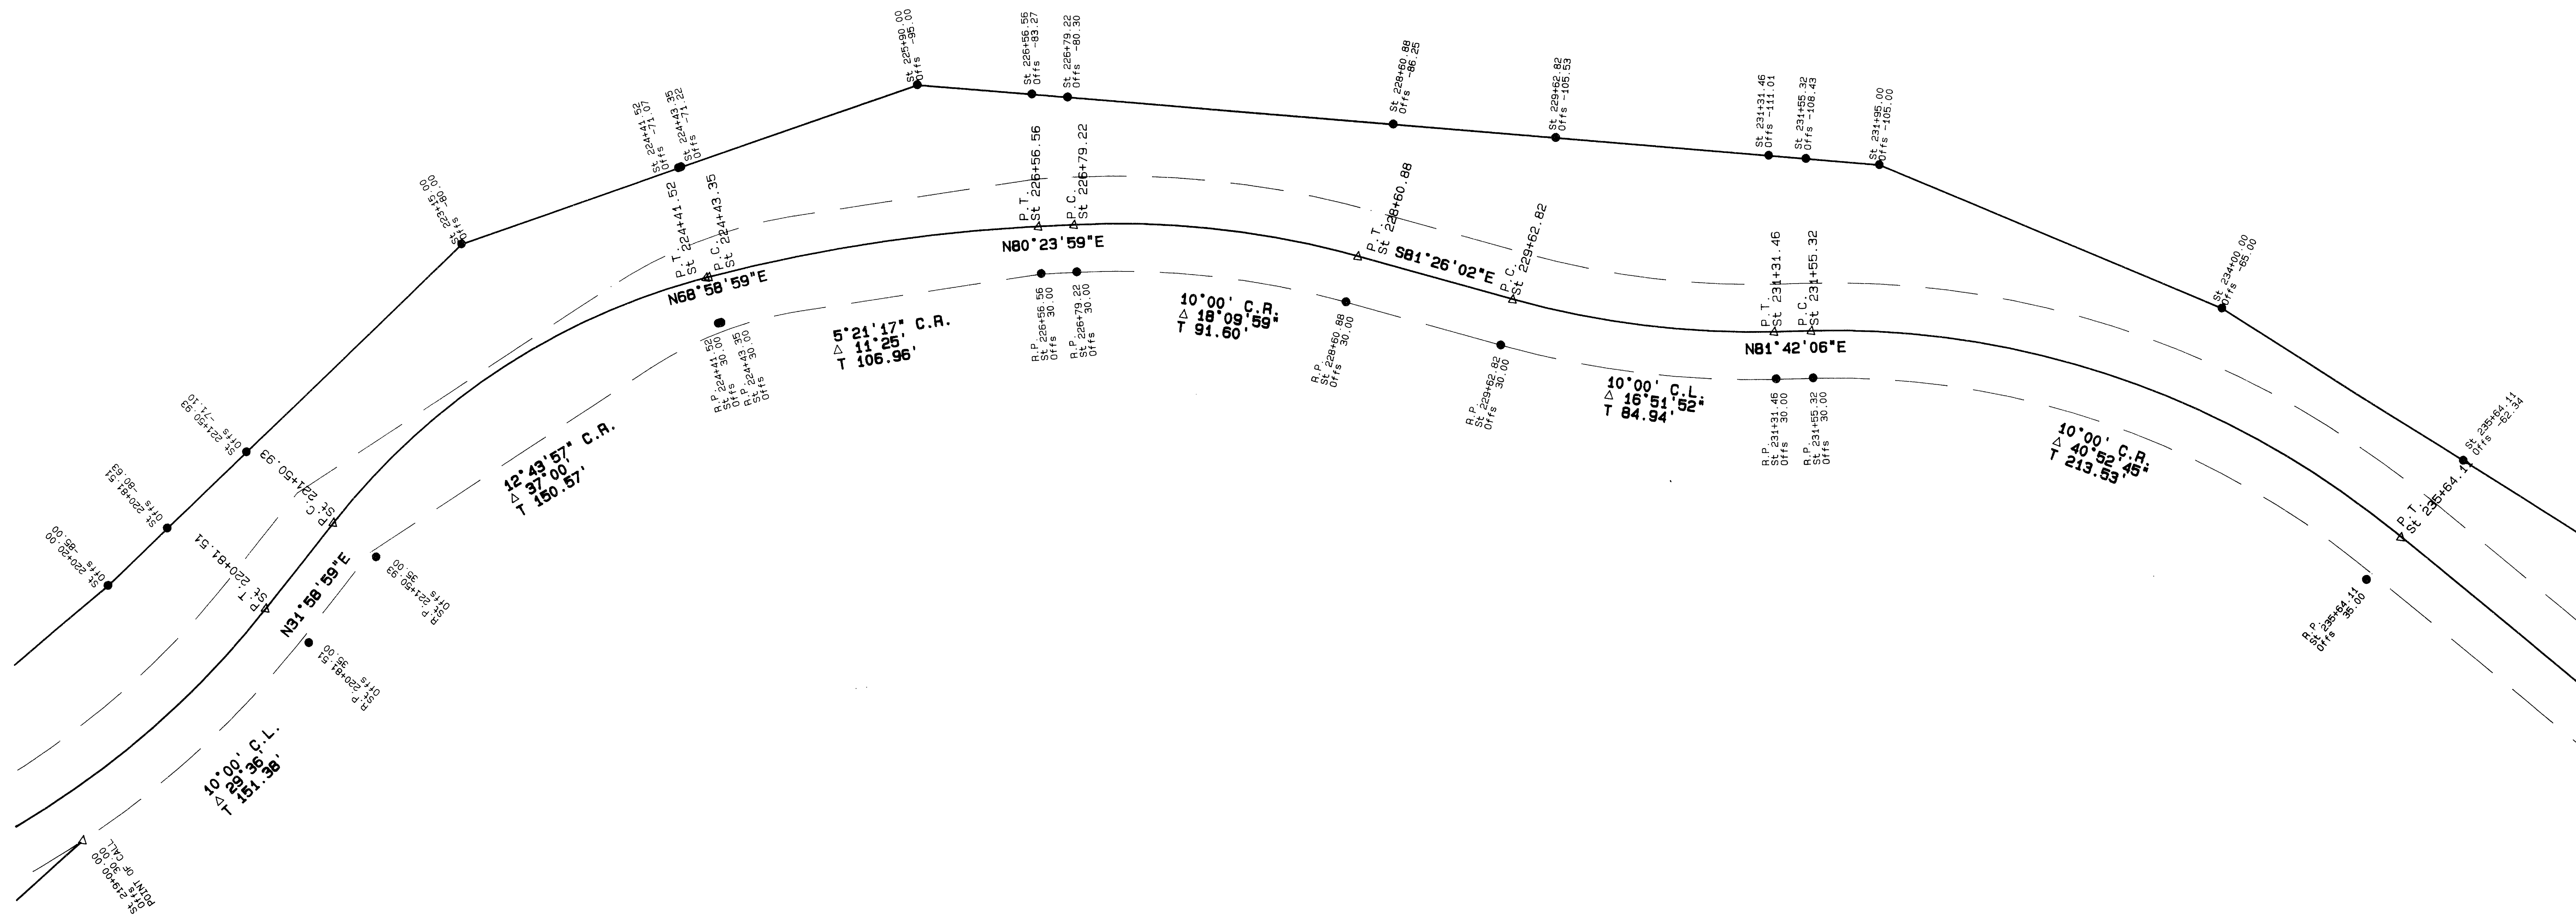 St 220+20.00
Offs -85.00
St 220+81.51
Offs -80.63
St 221+50.93
Offs -71.10
St 223+15.00
Offs -80.00
St 224+41.52
Offs -71.07
St 224+43.35
Offs -71.22
St 225+90.00
Offs -95.00
St 226+56.56
Offs -83.27
St 226+79.22
Offs -80.30
St 228+60.88
Offs -86.25
St 229+62.82
Offs -105.53
St 231+31.46
Offs -111.01
St 231+55.32
Offs -108.43
St 231+95.00
Offs -105.00
St 234+00.00
Offs -65.00
St 235+64.11
Offs -62.34
P.T.
St 220+81.51
P.C.
St 221+50.93
P.T.
St 224+41.52
P.C.
St 224+43.35
P.T.
St 226+56.56
P.C.
St 226+79.22
P.T.
St 228+60.88
P.C.
St 229+62.82
P.T.
St 231+31.46
P.C.
St 231+55.32
P.T.
St 235+64.11
N31°58'59"E
N68°58'59"E
N80°23'59"E
S81°26'02"E
N81°42'06"E
10°00' C.L.
△ 29°36'
T 151.38'
12°43'57" C.R.
△ 37°00'
T 150.57'
5°21'17" C.R.
△ 11°25'
T 106.96'
10°00' C.R.
△ 18°09'59"
T 91.60'
10°00' C.L.
△ 16°51'52"
T 84.94'
10°00' C.R.
△ 40°52'45"
T 213.53'
St 219+00.00
Offs 30.00
POINT OF CALL
R.P.
St 220+81.51
Offs 35.00
R.P.
St 221+50.93
Offs 35.00
R.P.
St 224+41.52
Offs 30.00
R.P.
St 224+43.35
Offs 30.00
R.P.
St 226+56.56
Offs 30.00
R.P.
St 226+79.22
Offs 30.00
R.P.
St 228+60.88
Offs 30.00
R.P.
St 229+62.82
Offs 30.00
R.P.
St 231+31.46
Offs 30.00
R.P.
St 231+55.32
Offs 30.00
R.P.
St 235+64.11
Offs 35.00